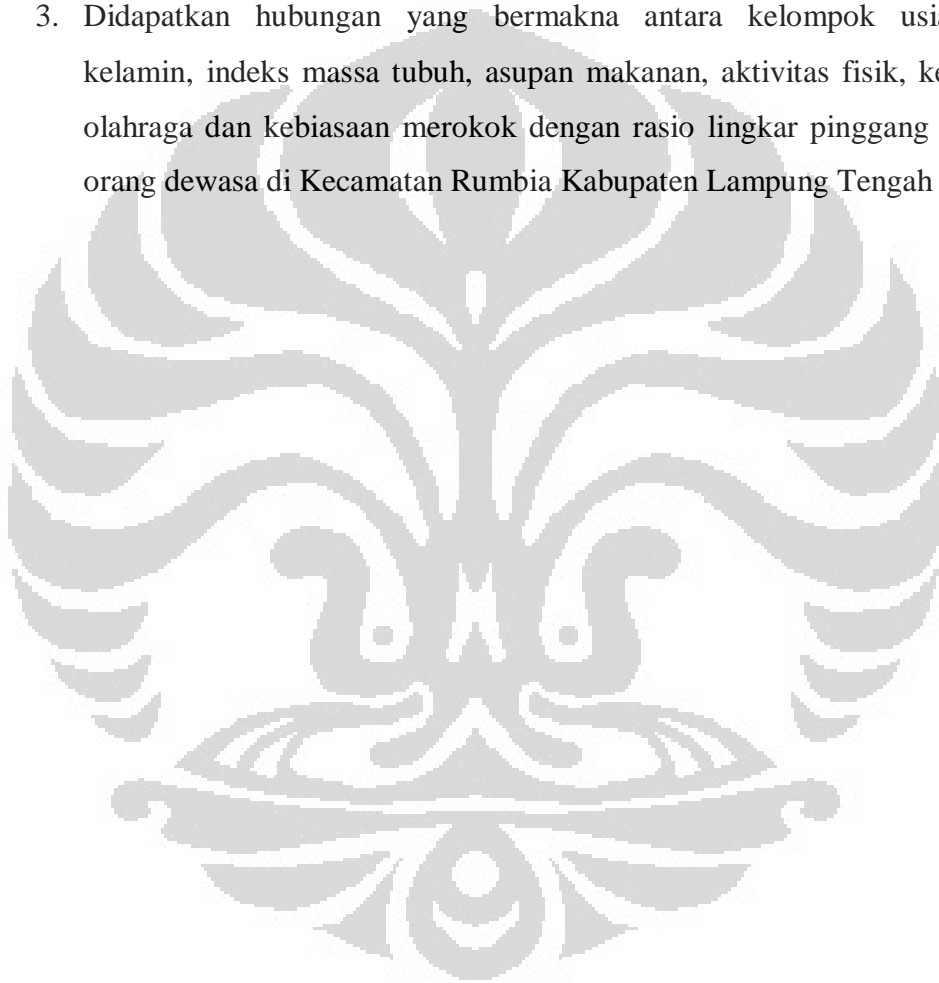 3. Didapatkan hubungan yang bermakna antara kelompok usia
kelamin, indeks massa tubuh, asupan makanan, aktivitas fisik,
olahraga dan kebiasaan merokok dengan rasio lingkar pinggang
orang dewasa di Kecamatan Rumbia Kabupaten Lampung Tengah